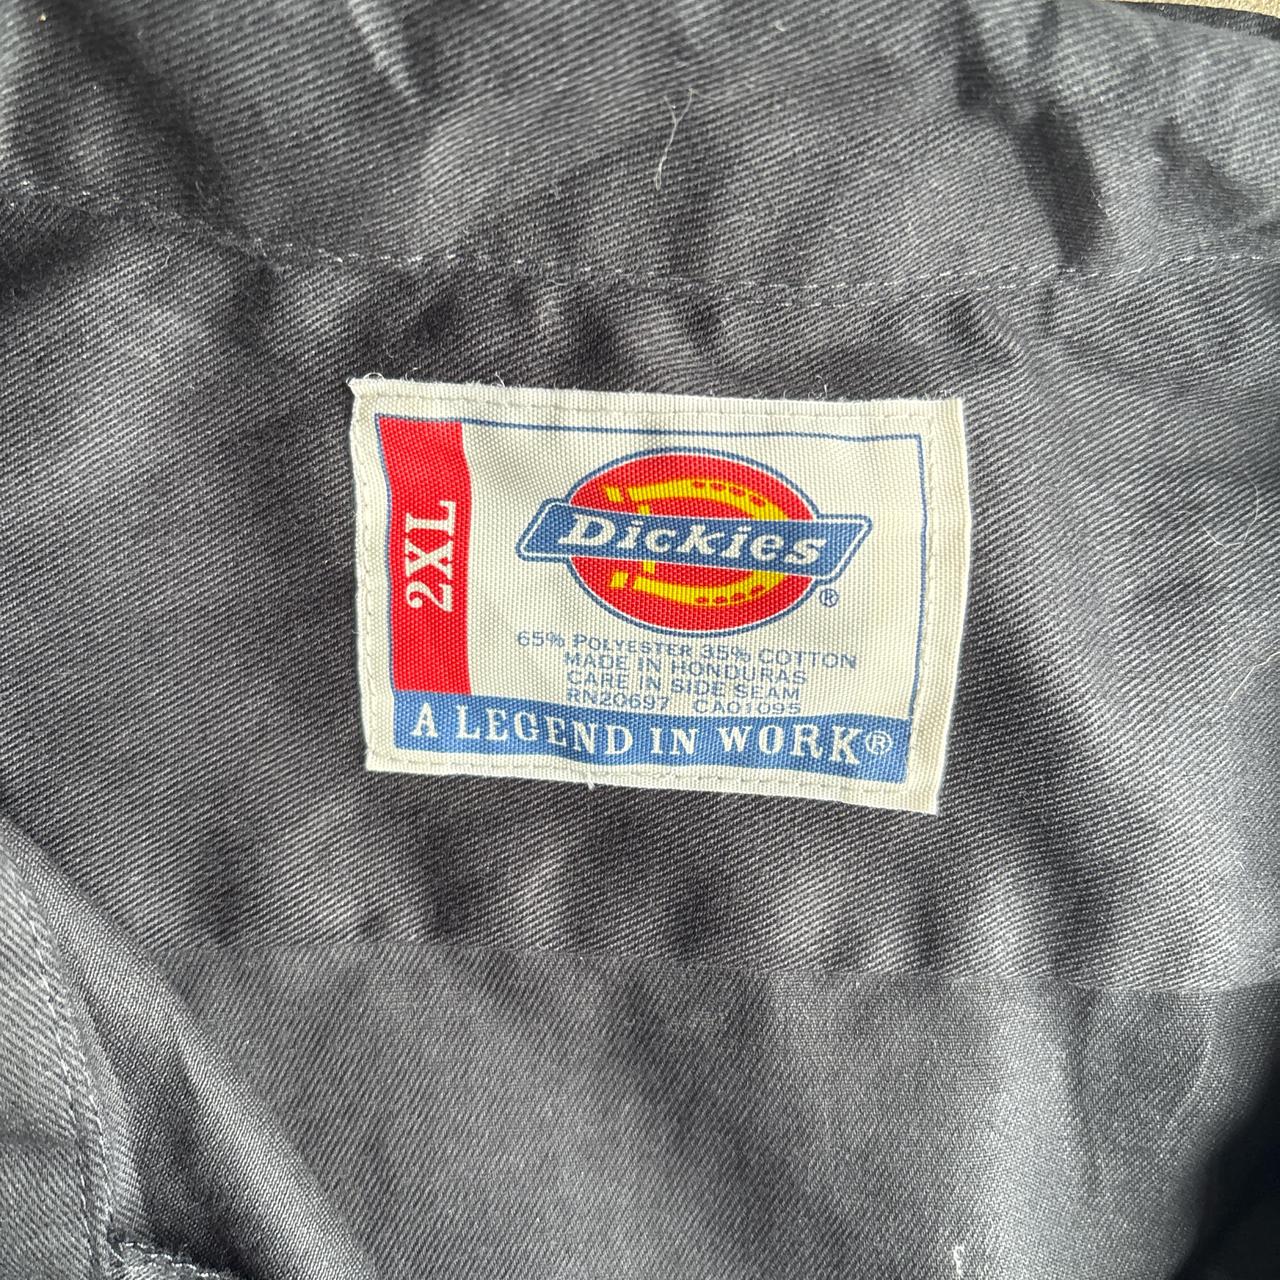 2XL
Dickies®
65% POLYESTER 35% COTTON
MADE IN HONDURAS
CARE IN SIDE SEAM
RN20697 CA01095
A LEGEND IN WORK®